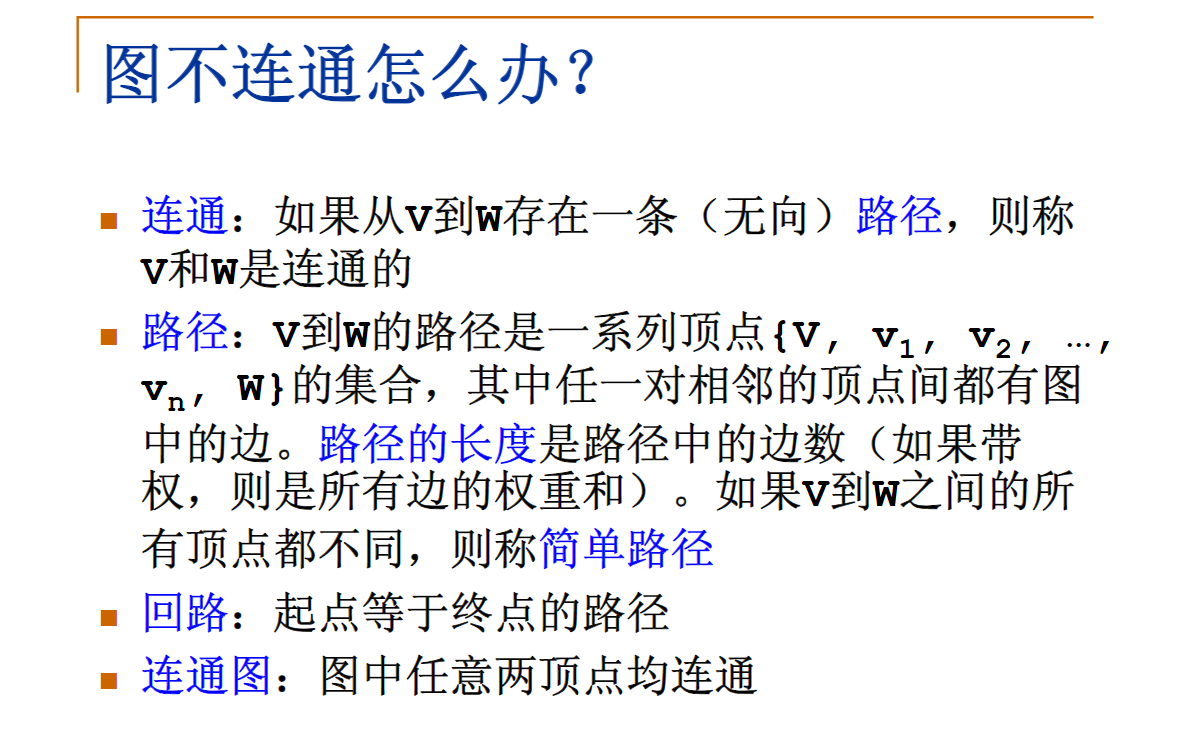 图不连通怎么办？
连通：如果从V到W存在一条（无向）路径，则称
V和W是连通的
路径：V到W的路径是一系列顶点{V, v1, v2, …,
vn, W}的集合，其中任一对相邻的顶点间都有图
中的边。路径的长度是路径中的边数（如果带
权，则是所有边的权重和）。如果V到W之间的所
有顶点都不同，则称简单路径
回路：起点等于终点的路径
连通图：图中任意两顶点均连通